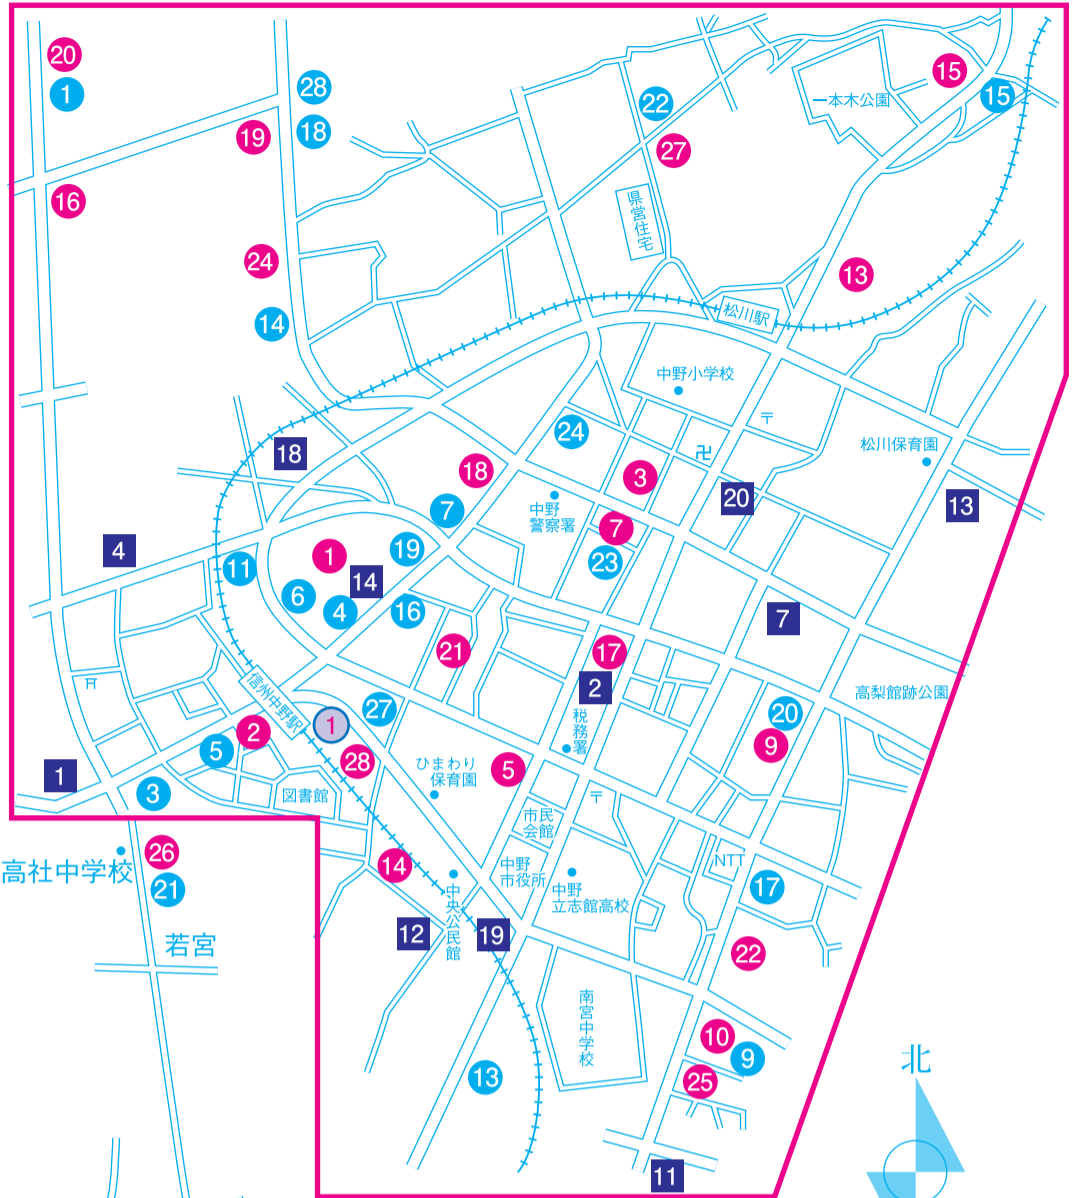 20
1
28
18
19
16
22
27
15
15
一本木公園
県営住宅
24
14
13
松川駅
中野小学校
〒
卍
松川保育園
24
18
18
3
20
13
7
中野
警察署
7
23
4
11
1
19
14
6
4
16
21
17
2
7
税務署
高梨館跡公園
信州中野駅
27
1
2
5
28
20
9
1
3
図書館
ひまわり
保育園
5
〒
市民
会館
中野
市役所
中野
立志館高校
NTT
17
高社中学校
26
21
14
中央公民館
12
19
若宮
22
南宮中学校
13
10
9
25
11
北